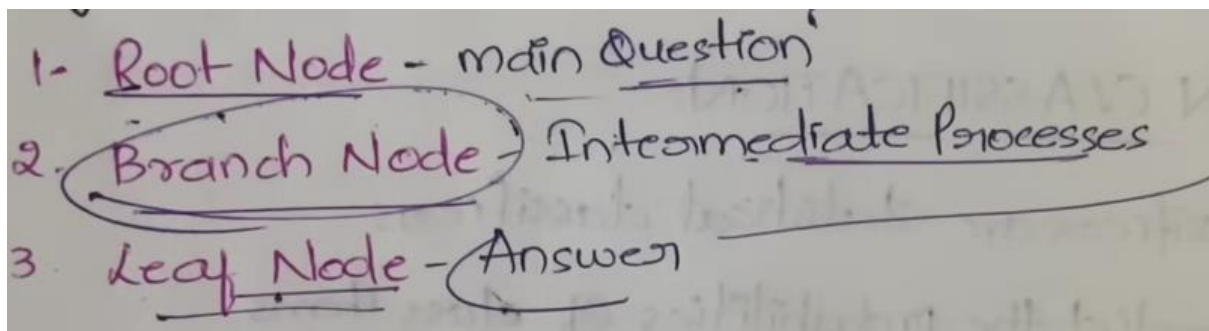 1- Root Node - main Question
2. Branch Node - Intermediate Processes
3. Leaf Node - Answer